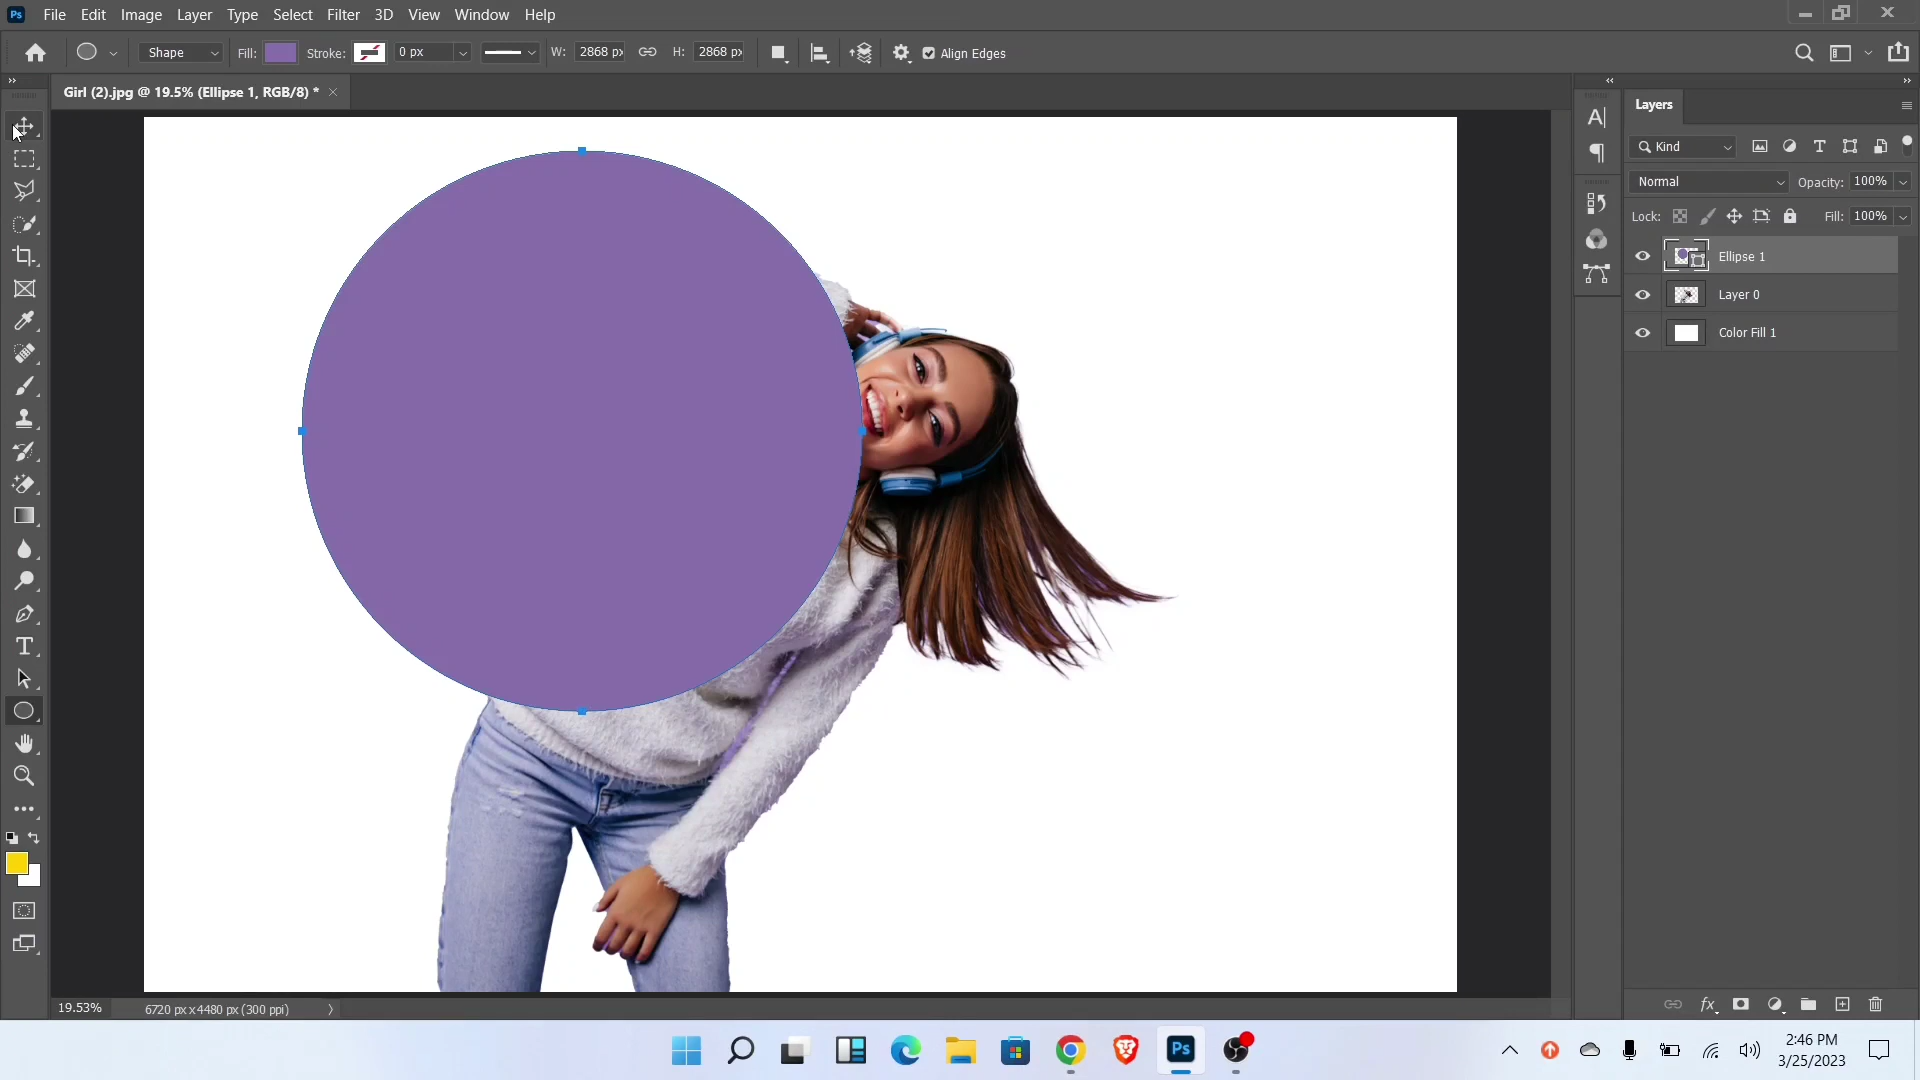 Ps File Edit Image Layer Type Select Filter 3D View Window Help
Shape Fill: Stroke: 0 px W: 2868 px H: 2868 px Align Edges
Girl (2).jpg @ 19.5% (Ellipse 1, RGB/8) *
Layers
Kind
Normal Opacity: 100%
Lock: Fill: 100%
Ellipse 1
Layer 0
Color Fill 1
fx
19.53% 6720 px x 4480 px (300 ppi)
Ps
2:46 PM
3/25/2023